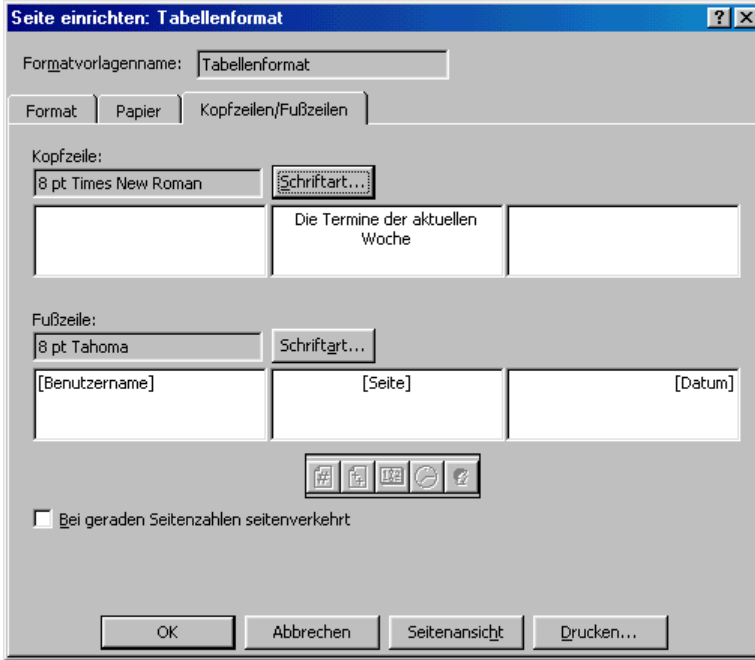 Seite einrichten: Tabellenformat
Formatvorlagenname: Tabellenformat
Format Papier Kopfzeilen/Fußzeilen
Kopfzeile:
8 pt Times New Roman Schriftart...
Die Termine der aktuellen
Woche
Fußzeile:
8 pt Tahoma Schriftart...
[Benutzername] [Seite] [Datum]
Bei geraden Seitenzahlen seitenverkehrt
OK Abbrechen Seitenansicht Drucken...